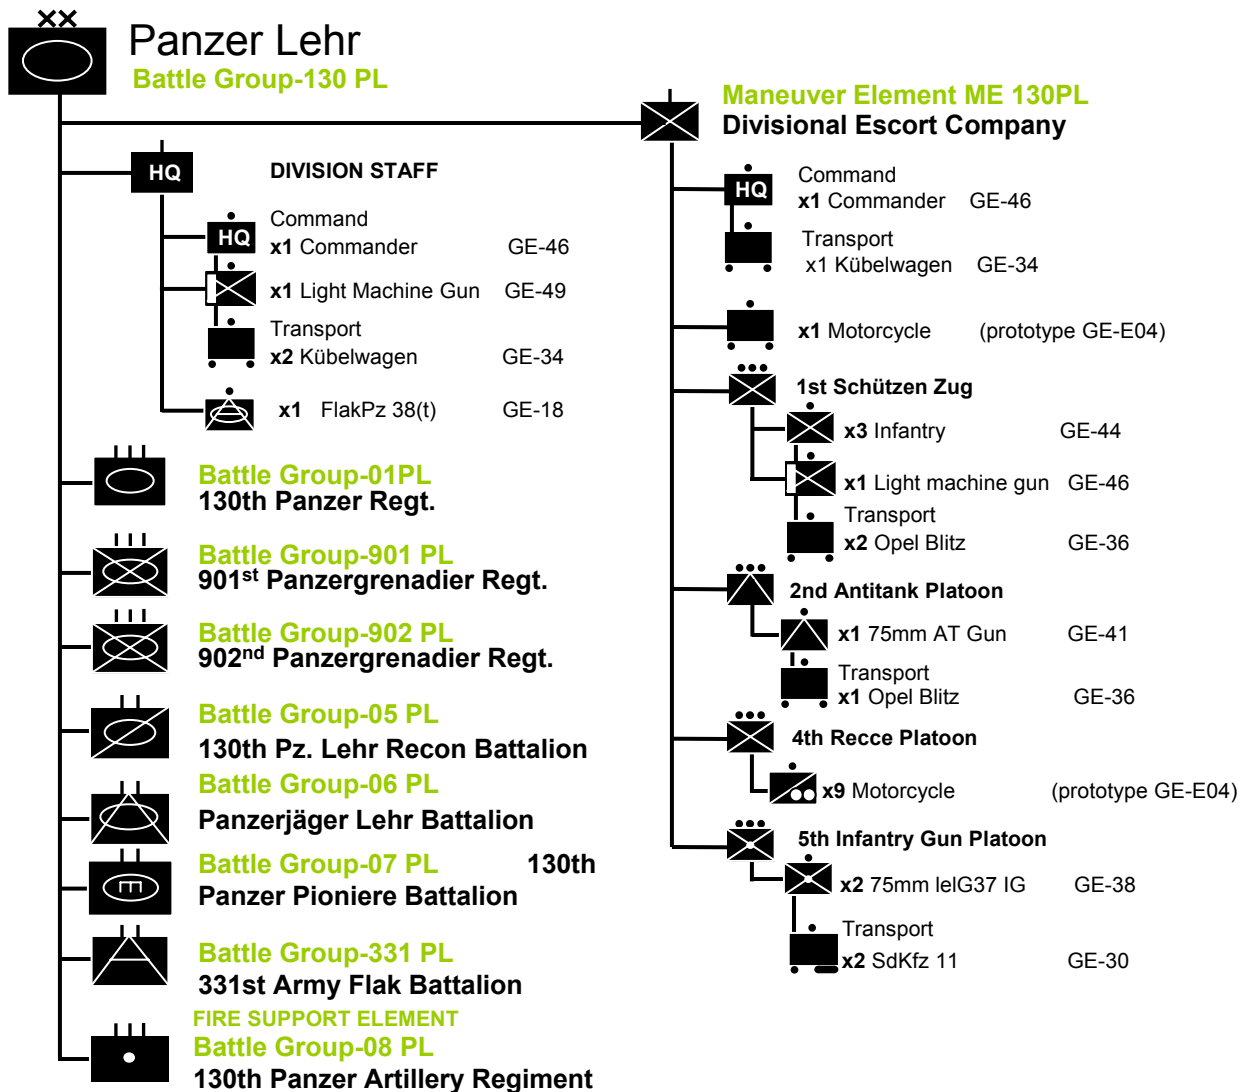 Panzer Lehr
Battle Group-130 PL
HQ
DIVISION STAFF
Command
HQ
x1 Commander GE-46
x1 Light Machine Gun GE-49
Transport
x2 Kübelwagen GE-34
x1 FlakPz 38(t) GE-18
Battle Group-01PL
130th Panzer Regt.
Battle Group-901 PL
901st Panzergrenadier Regt.
Battle Group-902 PL
902nd Panzergrenadier Regt.
Battle Group-05 PL
130th Pz. Lehr Recon Battalion
Battle Group-06 PL
Panzerjäger Lehr Battalion
Battle Group-07 PL 130th
Panzer Pioniere Battalion
Battle Group-331 PL
331st Army Flak Battalion
FIRE SUPPORT ELEMENT
Battle Group-08 PL
130th Panzer Artillery Regiment
Maneuver Element ME 130PL
Divisional Escort Company
Command
HQ
x1 Commander GE-46
Transport
x1 Kübelwagen GE-34
x1 Motorcycle (prototype GE-E04)
1st Schützen Zug
x3 Infantry GE-44
x1 Light machine gun GE-46
Transport
x2 Opel Blitz GE-36
2nd Antitank Platoon
x1 75mm AT Gun GE-41
Transport
x1 Opel Blitz GE-36
4th Recce Platoon
x9 Motorcycle (prototype GE-E04)
5th Infantry Gun Platoon
x2 75mm leIG37 IG GE-38
Transport
x2 SdKfz 11 GE-30